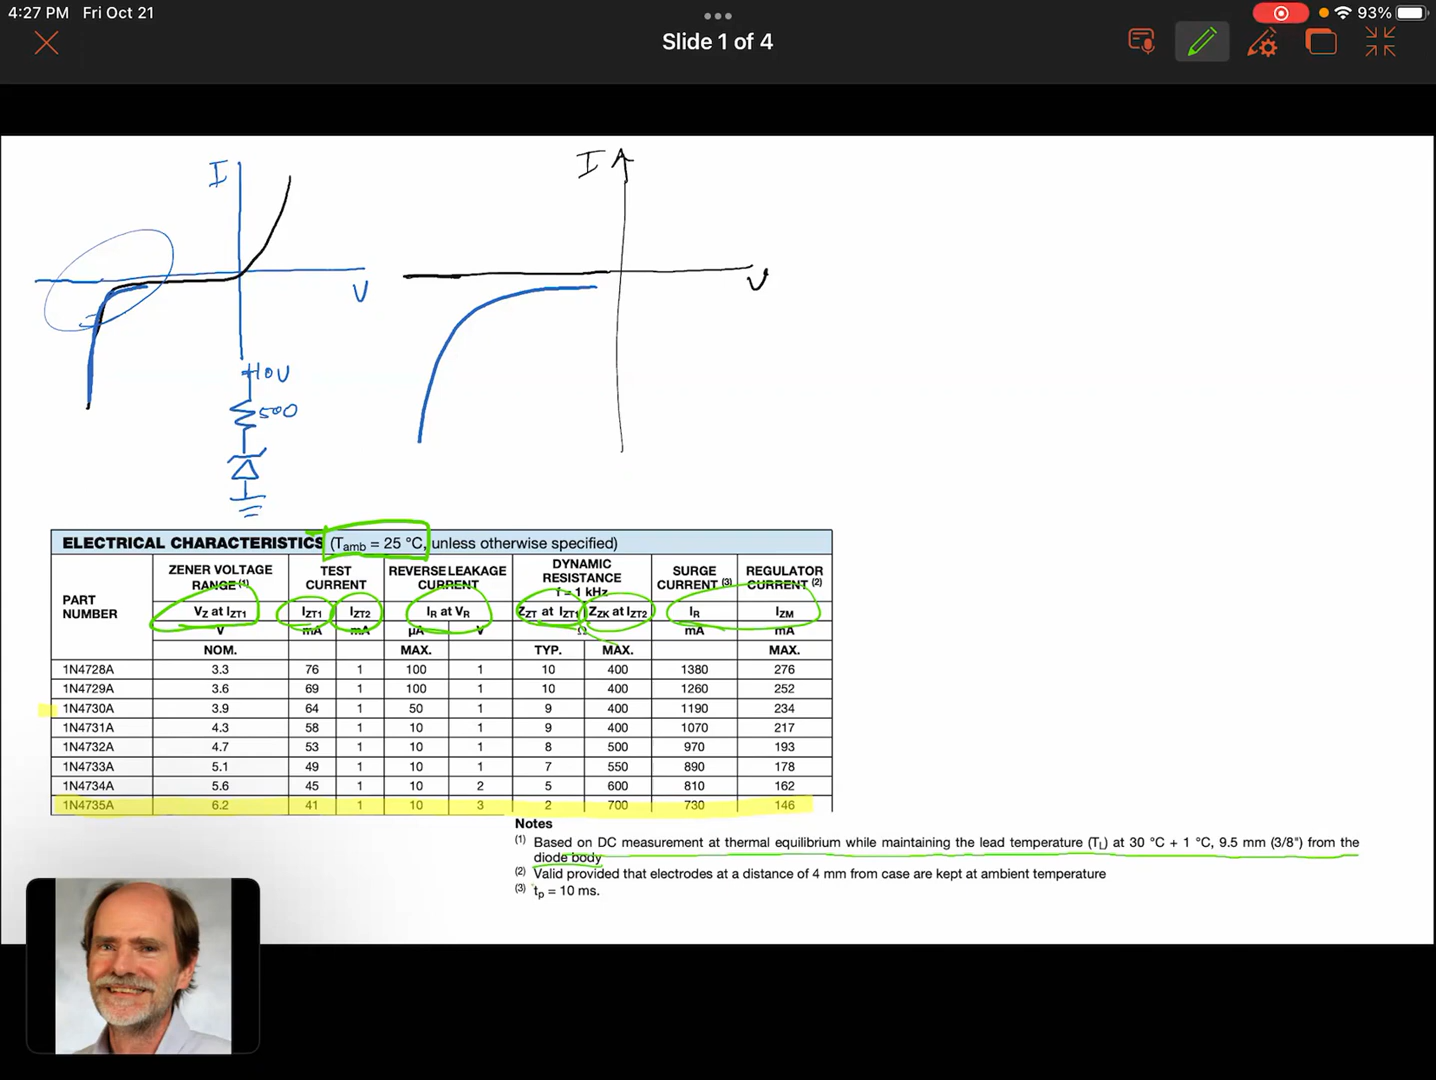 4:27 PM Fri Oct 21
93%
Slide 1 of 4
I
V
I
V
+10V
500
ELECTRICAL CHARACTERISTICS (Tamb = 25 °C, unless otherwise specified)
PART NUMBER
ZENER VOLTAGE RANGE (1)
TEST CURRENT
REVERSE LEAKAGE CURRENT
DYNAMIC RESISTANCE f = 1 kHz
SURGE CURRENT (3)
REGULATOR CURRENT (2)
VZ at IZT1 IZT1 IZT2 IR at VR ZZT at IZT1 ZZK at IZT2 IR IZM
V mA mA μA V Ω mA mA
NOM. MAX. TYP. MAX. MAX.
1N4728A 3.3 76 1 100 1 10 400 1380 276
1N4729A 3.6 69 1 100 1 10 400 1260 252
1N4730A 3.9 64 1 50 1 9 400 1190 234
1N4731A 4.3 58 1 10 1 9 400 1070 217
1N4732A 4.7 53 1 10 1 8 500 970 193
1N4733A 5.1 49 1 10 1 7 550 890 178
1N4734A 5.6 45 1 10 2 5 600 810 162
1N4735A 6.2 41 1 10 3 2 700 730 146
Notes
(1) Based on DC measurement at thermal equilibrium while maintaining the lead temperature (TL) at 30 °C + 1 °C, 9.5 mm (3/8") from the
diode body
(2) Valid provided that electrodes at a distance of 4 mm from case are kept at ambient temperature
(3) tp = 10 ms.